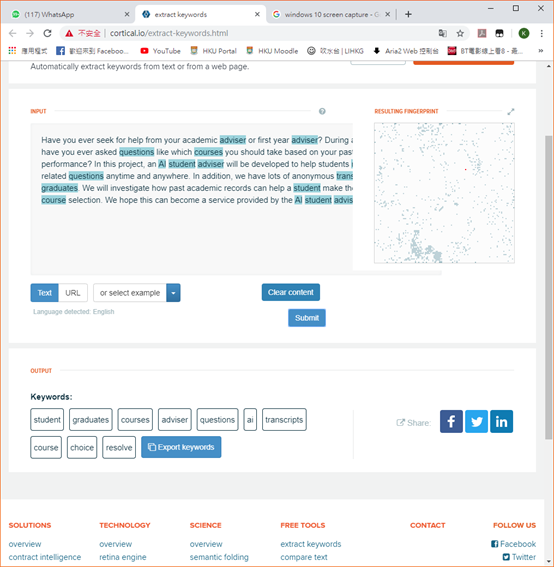 (117) WhatsApp
extract keywords
windows 10 screen capture - G
不安全 | cortical.io/extract-keywords.html
K
應用程式
歡迎來到 Facebook...
YouTube
HKU Portal
HKU Moodle
吹水台 | LIHKG
Aria2 Web 控制台
BT電影線上看8 - 最...
»
Automatically extract keywords from text or from a web page.
INPUT
RESULTING FINGERPRINT
Have you ever seek for help from your academic adviser or first year adviser? During a
have you ever asked questions like which courses you should take based on your past
performance? In this project, an AI student adviser will be developed to help students
related questions anytime and anywhere. In addition, we have lots of anonymous trans
graduates. We will investigate how past academic records can help a student make the
course selection. We hope this can become a service provided by the AI student advis
Text
URL
or select example
Clear content
Language detected: English
Submit
OUTPUT
Keywords:
student
graduates
courses
adviser
questions
ai
transcripts
course
choice
resolve
Export keywords
Share:
SOLUTIONS
TECHNOLOGY
SCIENCE
FREE TOOLS
CONTACT
FOLLOW US
overview
overview
overview
extract keywords
Facebook
contract intelligence
retina engine
semantic folding
compare text
Twitter